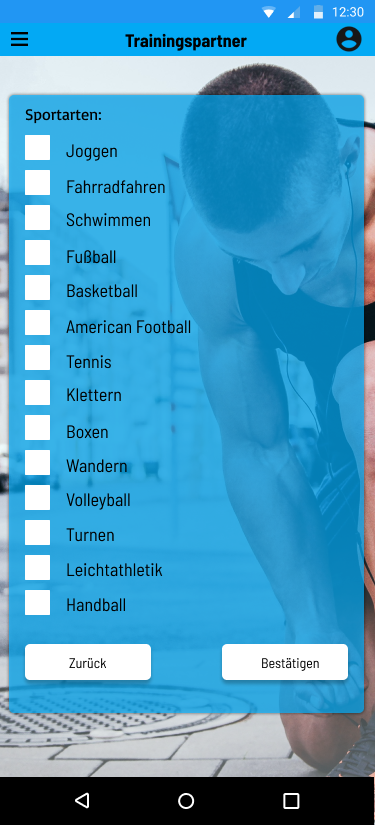 12:30
Trainingspartner
Sportarten:
Joggen
Fahrradfahren
Schwimmen
Fußball
Basketball
American Football
Tennis
Klettern
Boxen
Wandern
Volleyball
Turnen
Leichtathletik
Handball
Zurück Bestätigen